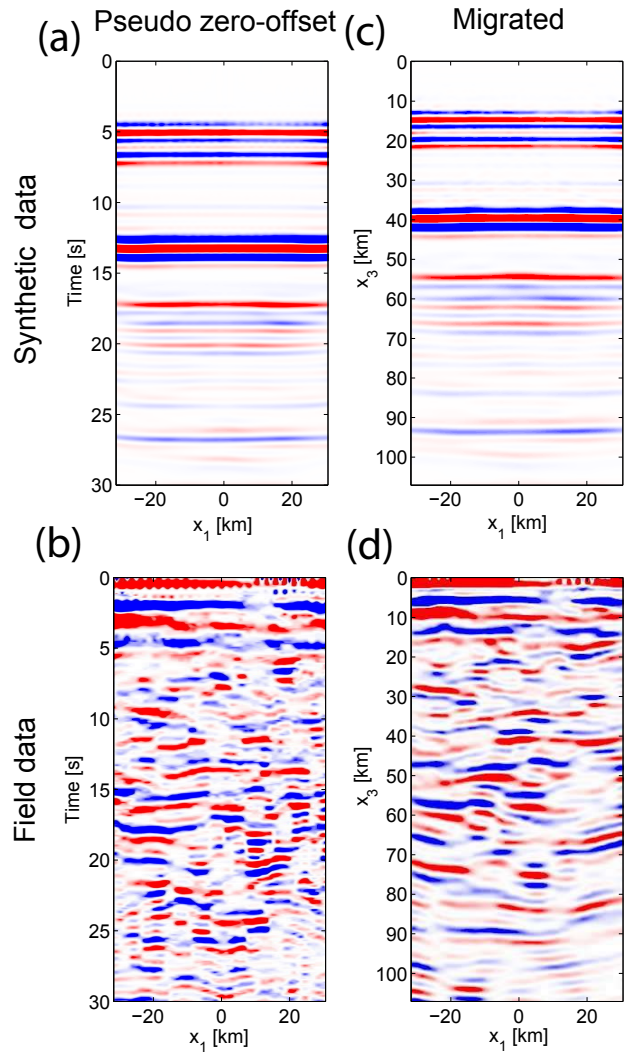 Pseudo zero-offset
Migrated
Synthetic data
Field data
(a)
0
5
10
15
20
25
30
Time [s]
−20 0 20
x1 [km]
(c)
0
10
20
30
40
50
60
70
80
90
100
x3 [km]
−20 0 20
x1 [km]
(b)
0
5
10
15
20
25
30
Time [s]
−20 0 20
x1 [km]
(d)
0
10
20
30
40
50
60
70
80
90
100
x3 [km]
−20 0 20
x1 [km]